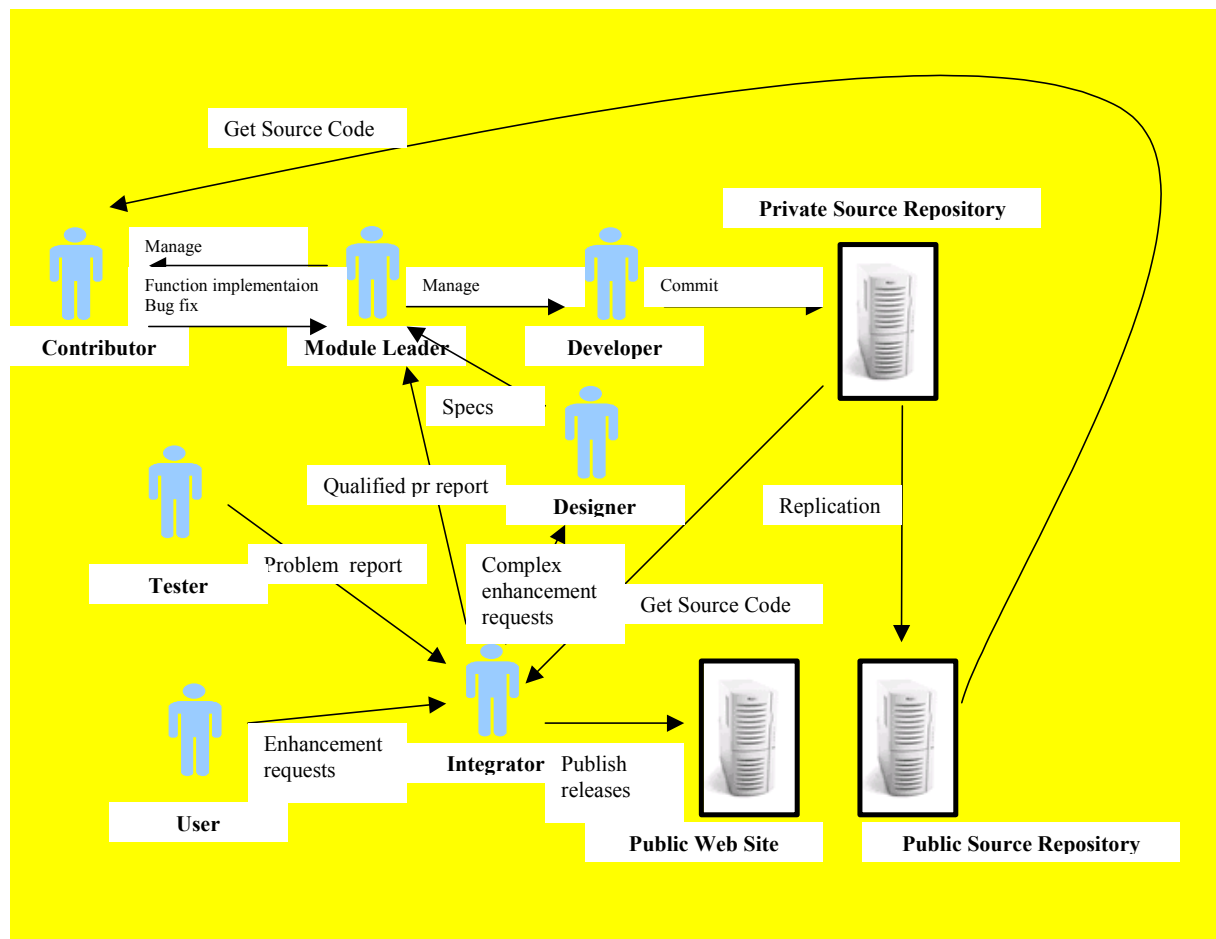 Get Source Code
Private Source Repository
Manage
Function implementaion
Bug fix
Manage
Commit
Contributor
Module Leader
Developer
Specs
Qualified pr report
Designer
Replication
Problem report
Tester
Complex
enhancement
requests
Get Source Code
Enhancement
requests
Integrator
Publish
releases
User
Public Web Site
Public Source Repository